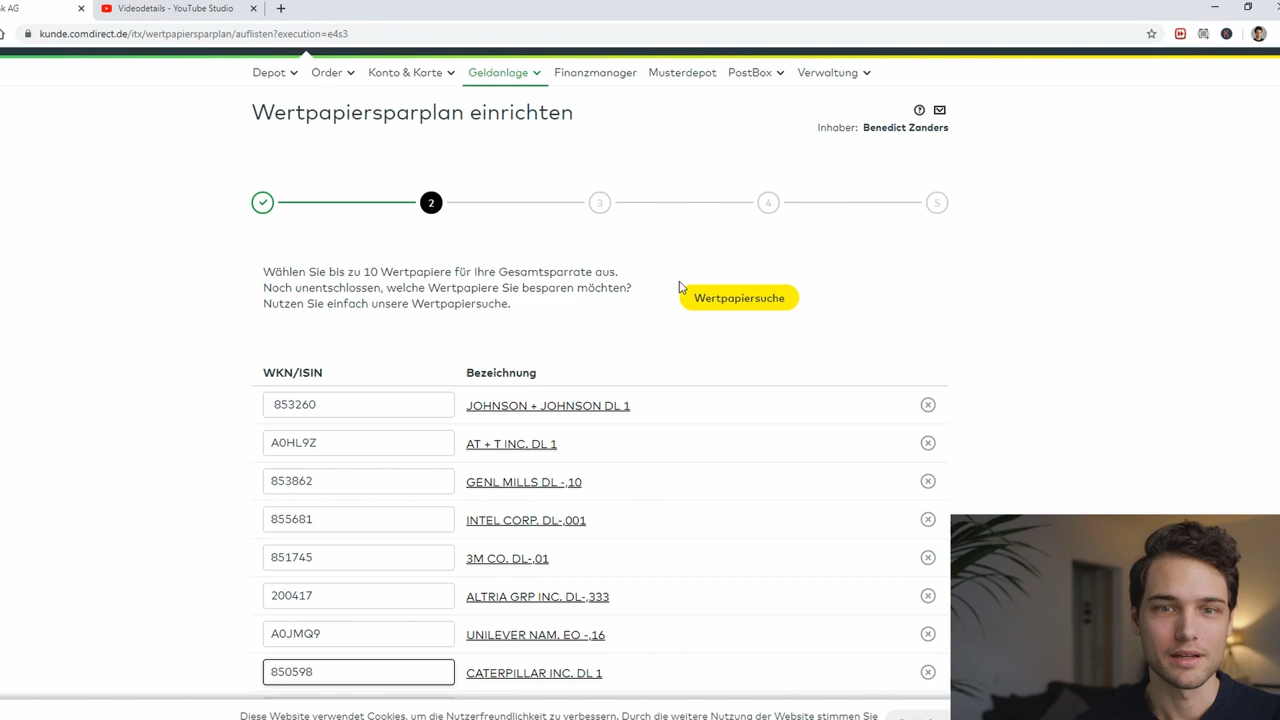 nk AG
Videodetails - YouTube Studio
kunde.comdirect.de/itx/wertpapiersparplan/auflisten?execution=e4s3
Depot Order Konto & Karte Geldanlage Finanzmanager Musterdepot PostBox Verwaltung
Wertpapiersparplan einrichten
Inhaber: Benedict Zanders
2 3 4 5
Wählen Sie bis zu 10 Wertpapiere für Ihre Gesamtsparrate aus.
Noch unentschlossen, welche Wertpapiere Sie besparen möchten?
Nutzen Sie einfach unsere Wertpapiersuche.
Wertpapiersuche
WKN/ISIN Bezeichnung
853260 JOHNSON + JOHNSON DL 1
A0HL9Z AT + T INC. DL 1
853862 GENL MILLS DL -,10
855681 INTEL CORP. DL-,001
851745 3M CO. DL-,01
200417 ALTRIA GRP INC. DL-,333
A0JMQ9 UNILEVER NAM. EO -,16
850598 CATERPILLAR INC. DL 1
Diese Website verwendet Cookies, um die Nutzerfreundlichkeit zu verbessern. Durch die weitere Nutzung der Website stimmen Sie